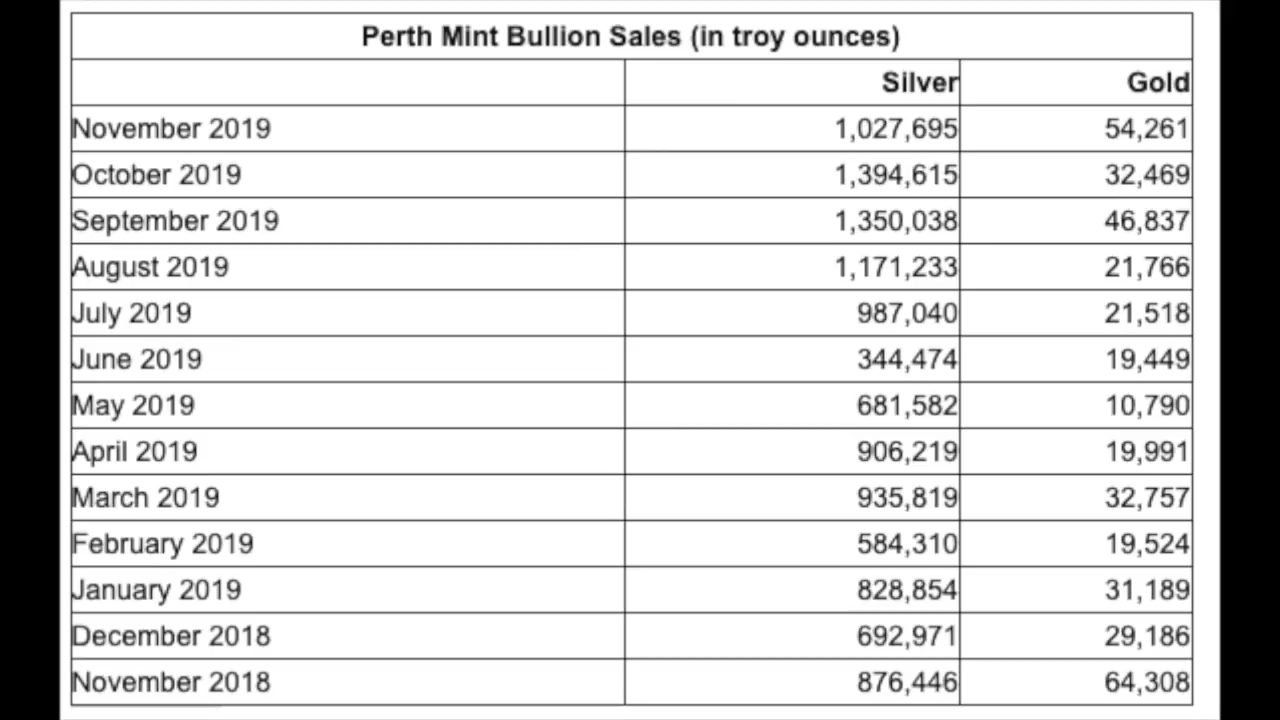 Perth Mint Bullion Sales (in troy ounces)
Silver Gold
November 2019 1,027,695 54,261
October 2019 1,394,615 32,469
September 2019 1,350,038 46,837
August 2019 1,171,233 21,766
July 2019 987,040 21,518
June 2019 344,474 19,449
May 2019 681,582 10,790
April 2019 906,219 19,991
March 2019 935,819 32,757
February 2019 584,310 19,524
January 2019 828,854 31,189
December 2018 692,971 29,186
November 2018 876,446 64,308